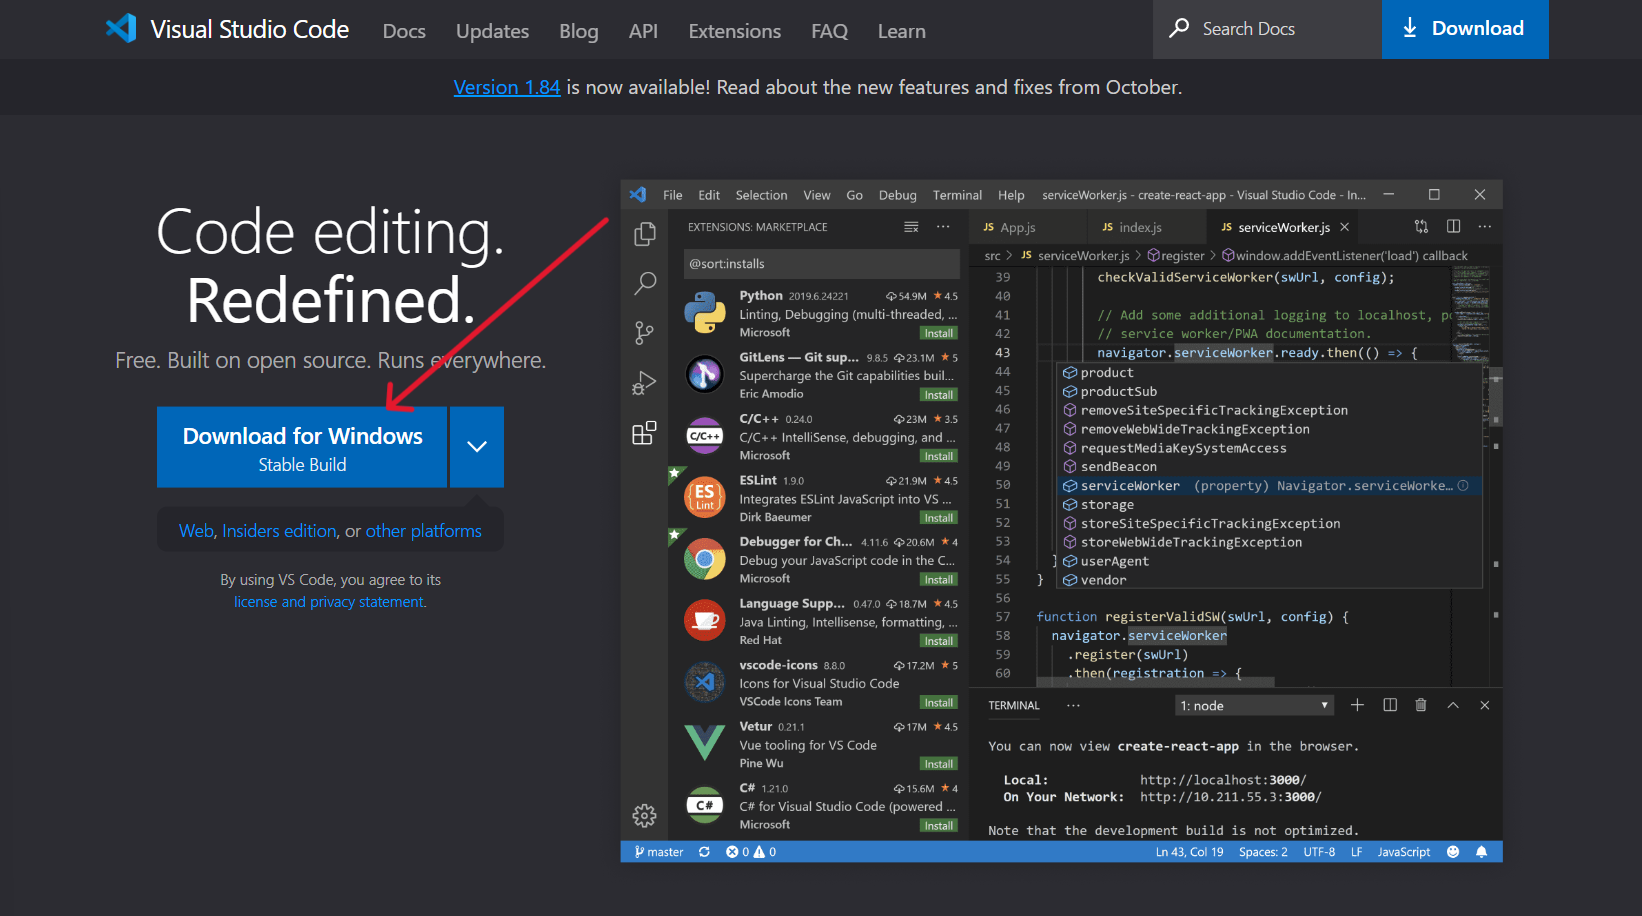 Visual Studio Code Docs Updates Blog API Extensions FAQ Learn Search Docs Download
Version 1.84 is now available! Read about the new features and fixes from October.
Code editing.
Redefined.
Free. Built on open source. Runs everywhere.
Download for Windows
Stable Build
Web, Insiders edition, or other platforms
By using VS Code, you agree to its
license and privacy statement.
File Edit Selection View Go Debug Terminal Help serviceWorker.js - create-react-app - Visual Studio Code - In...
EXTENSIONS: MARKETPLACE
@sort:installs
Python 2019.6.24221 54.9M 4.5
Linting, Debugging (multi-threaded, ...
Microsoft Install
GitLens — Git sup... 9.8.5 23.1M 5
Supercharge the Git capabilities buil...
Eric Amodio Install
C/C++
C/C++ 0.24.0 23M 3.5
C/C++ IntelliSense, debugging, and ...
Microsoft Install
ES
Lint
ESLint 1.9.0 21.9M 4.5
Integrates ESLint JavaScript into VS ...
Dirk Baeumer Install
Debugger for Ch... 4.11.6 20.6M 4
Debug your JavaScript code in the C...
Microsoft Install
Language Supp... 0.47.0 18.7M 4.5
Java Linting, Intellisense, formatting, ...
Red Hat Install
vscode-icons 8.8.0 17.2M 5
Icons for Visual Studio Code
VSCode Icons Team Install
Vetur 0.21.1 17M 4.5
Vue tooling for VS Code
Pine Wu Install
C#
C# 1.21.0 15.6M 4
C# for Visual Studio Code (powered ...
Microsoft Install
JS App.js JS index.js JS serviceWorker.js
src > JS serviceWorker.js > register > window.addEventListener('load') callback
39 checkValidServiceWorker(swUrl, config);
40
41 // Add some additional logging to localhost, po
42 // service worker/PWA documentation.
43 navigator.serviceWorker.ready.then(() => {
44 product
45 productSub
46 removeSiteSpecificTrackingException
47 removeWebWideTrackingException
48 requestMediaKeySystemAccess
49 sendBeacon
50 serviceWorker (property) Navigator.serviceWorke...
51 storage
52 storeSiteSpecificTrackingException
53 storeWebWideTrackingException
54 } userAgent
55 } vendor
56
57 function registerValidSW(swUrl, config) {
58 navigator.serviceWorker
59 .register(swUrl)
60 .then(registration => {
TERMINAL ... 1: node
You can now view create-react-app in the browser.
Local: http://localhost:3000/
On Your Network: http://10.211.55.3:3000/
Note that the development build is not optimized.
master 0 0 Ln 43, Col 19 Spaces: 2 UTF-8 LF JavaScript